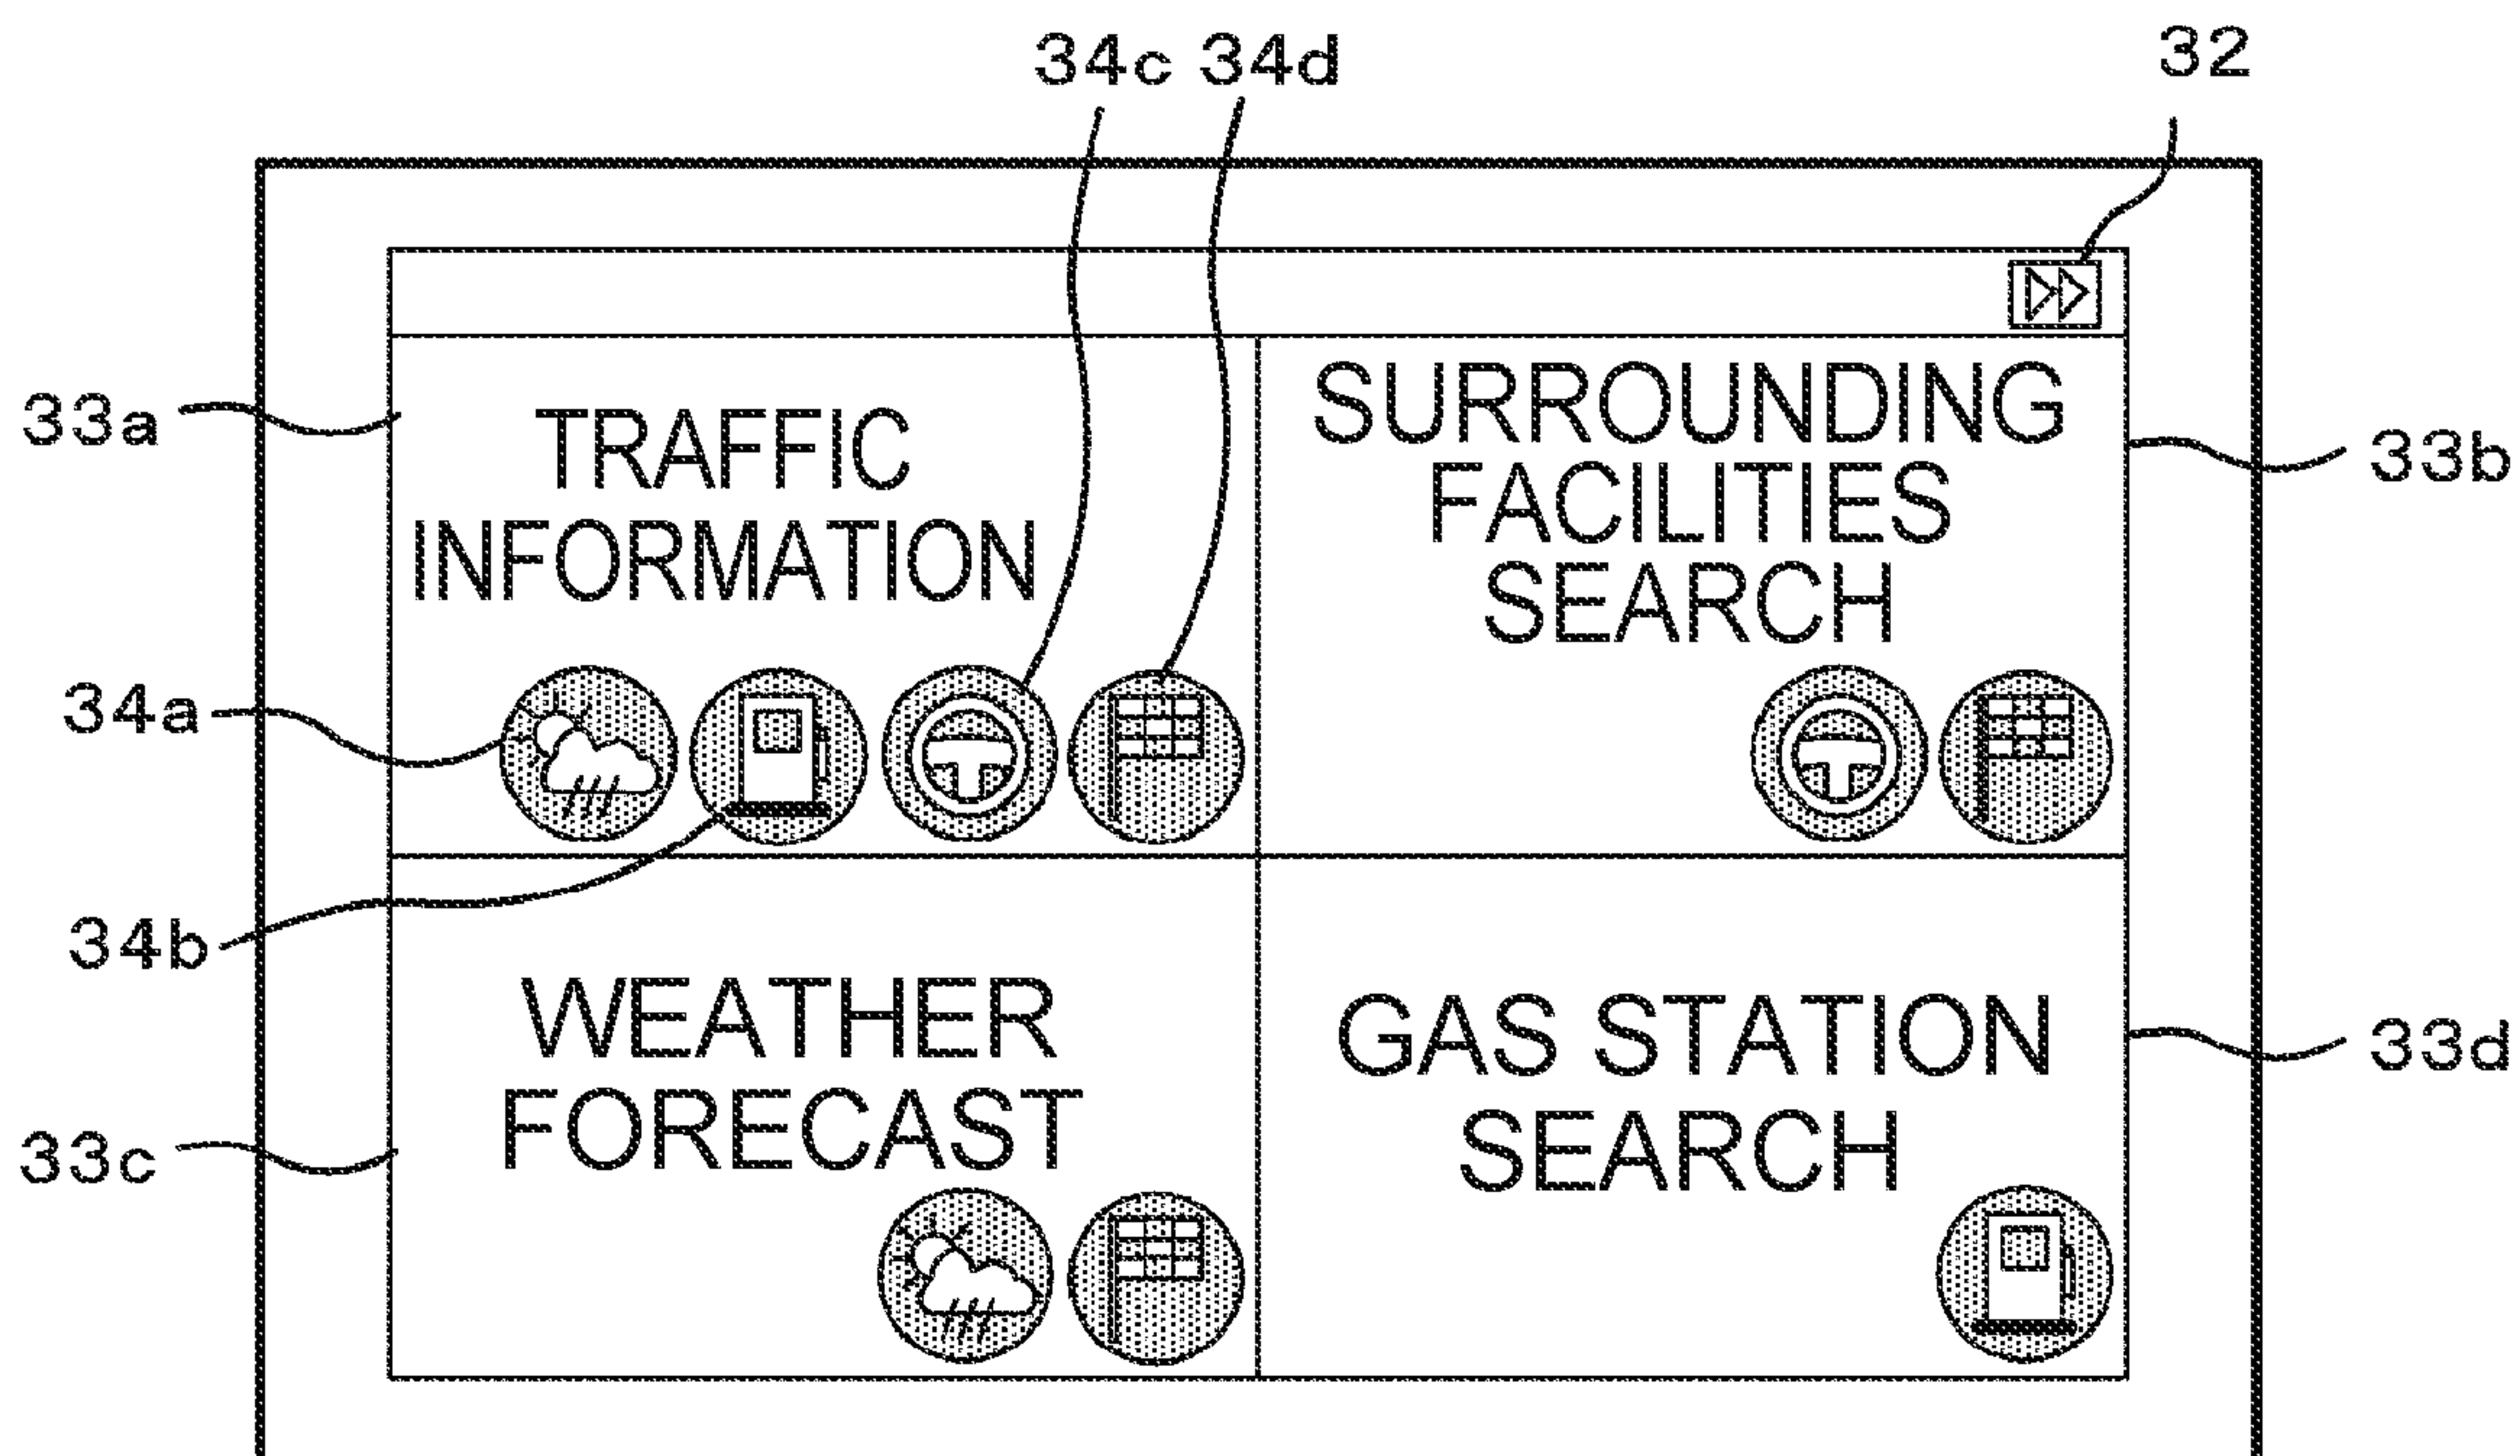 34c 34d
32
33a
TRAFFIC
INFORMATION
SURROUNDING
FACILITIES
SEARCH
33b
34a
34b
WEATHER
FORECAST
GAS STATION
SEARCH
33d
33c